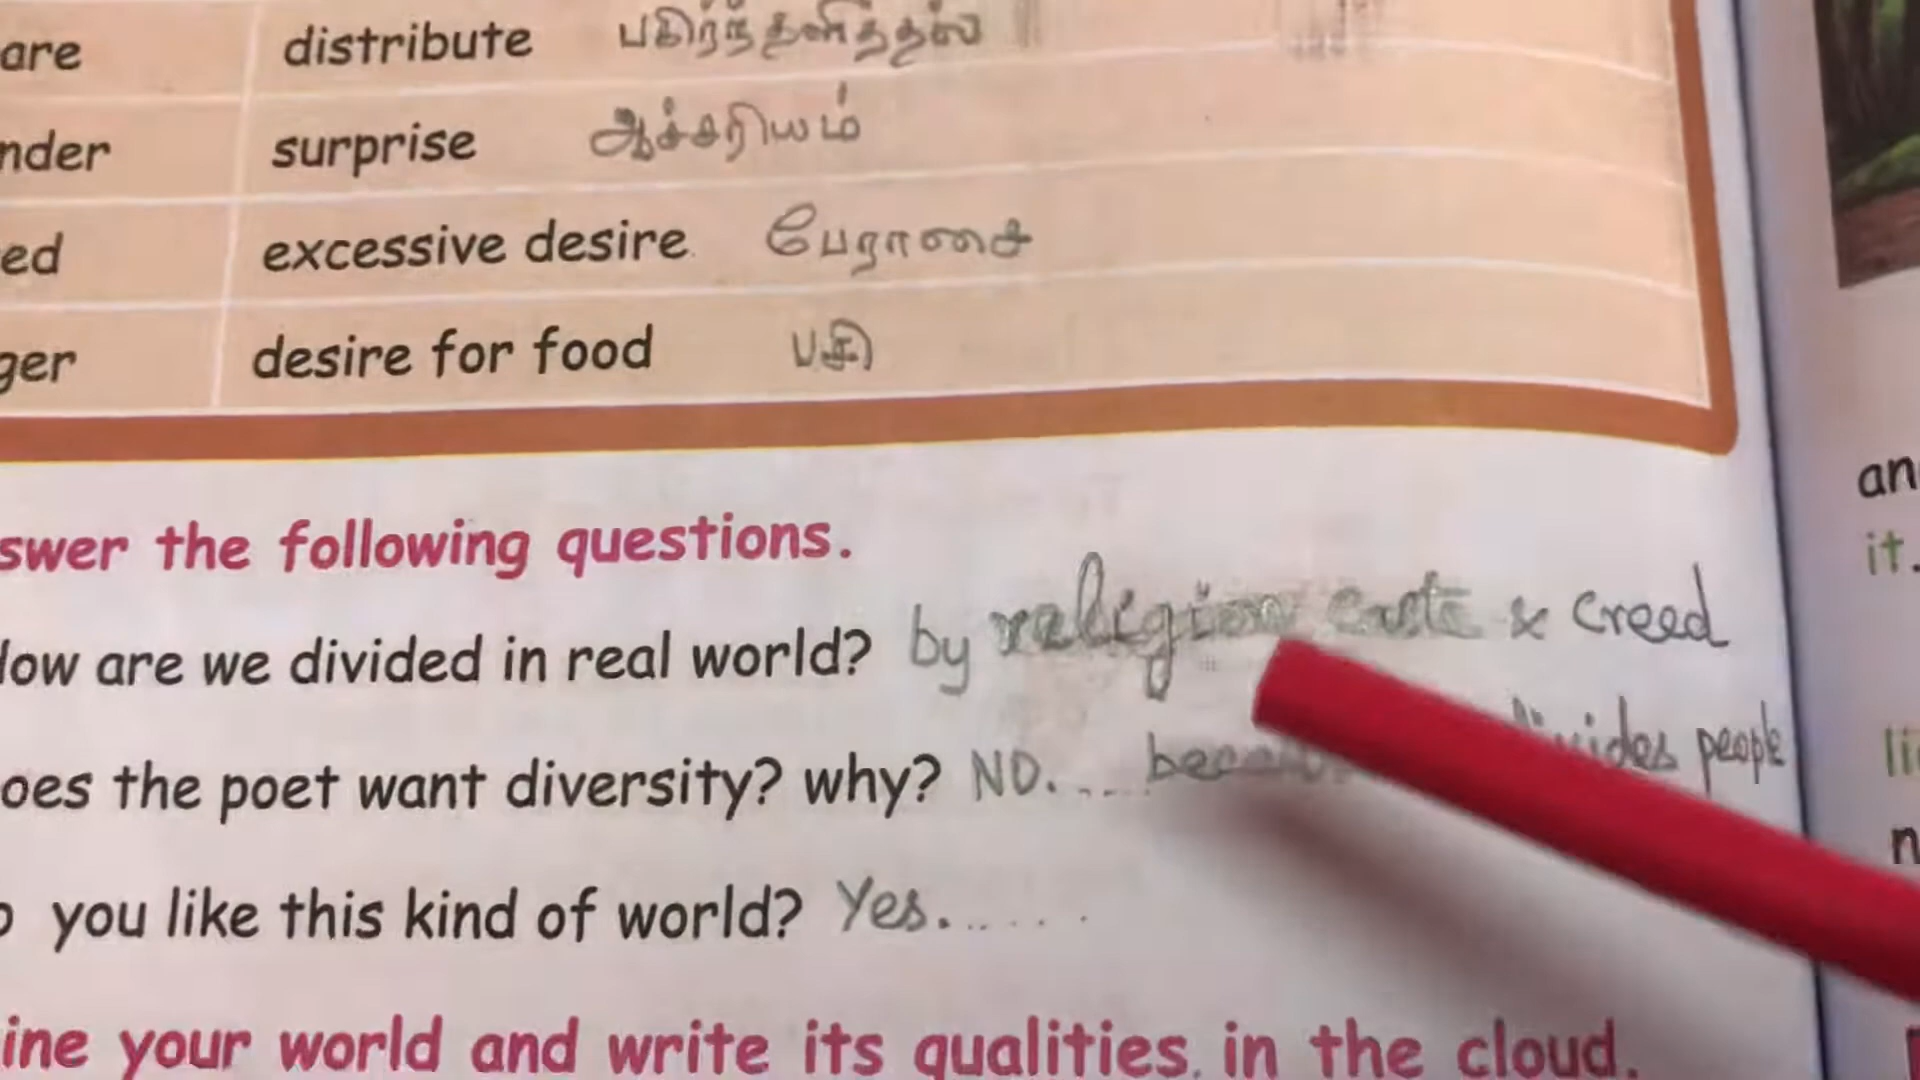 are distribute பகிர்ந்தளித்தல்
nder surprise ஆச்சரியம்
ed excessive desire பேராசை
ger desire for food பசி
swer the following questions.
How are we divided in real world? by religion caste & creed
oes the poet want diversity? why? NO. ... divides people
o you like this kind of world? Yes......
ine your world and write its qualities in the cloud.
an
it.
li
n